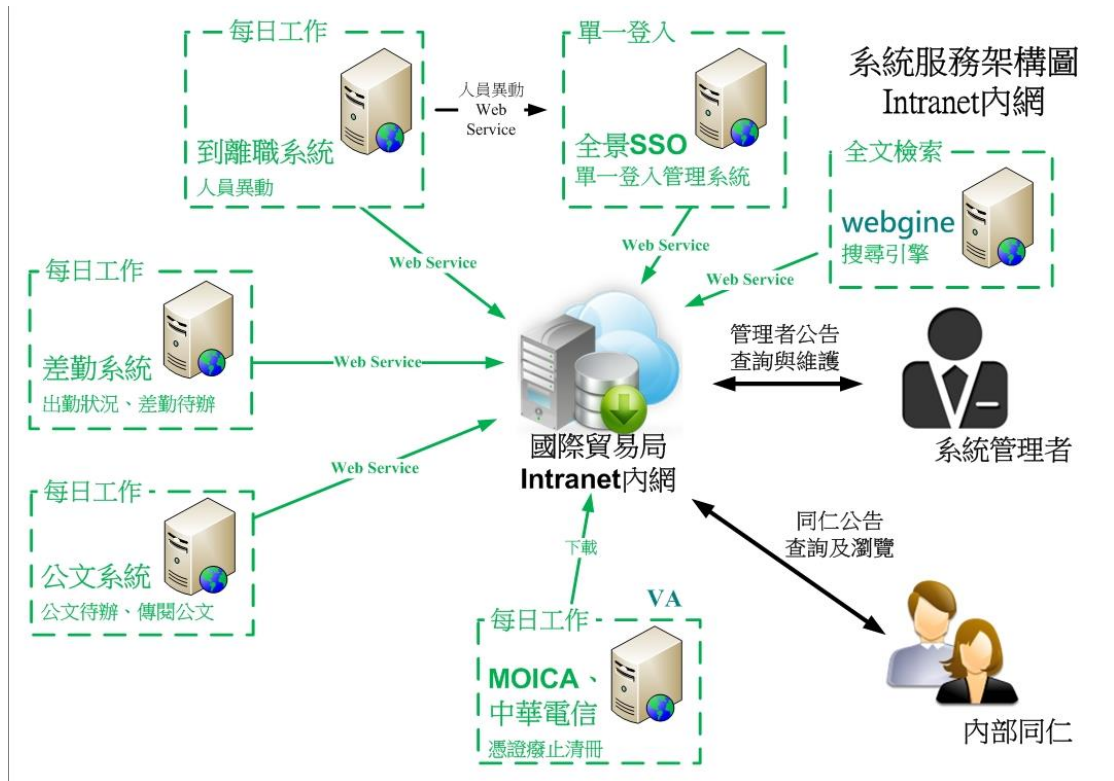 系統服務架構圖
Intranet內網
每日工作
到離職系統
人員異動
人員異動
Web
Service
單一登入
全景SSO
單一登入管理系統
全文檢索
webgine
搜尋引擎
Web Service
Web Service
Web Service
每日工作
差勤系統
出勤狀況、差勤待辦
Web Service
管理者公告
查詢與維護
系統管理者
國際貿易局
Intranet內網
Web Service
每日工作
公文系統
公文待辦、傳閱公文
同仁公告
查詢及瀏覽
內部同仁
下載
VA
每日工作
MOICA、
中華電信
憑證廢止清冊